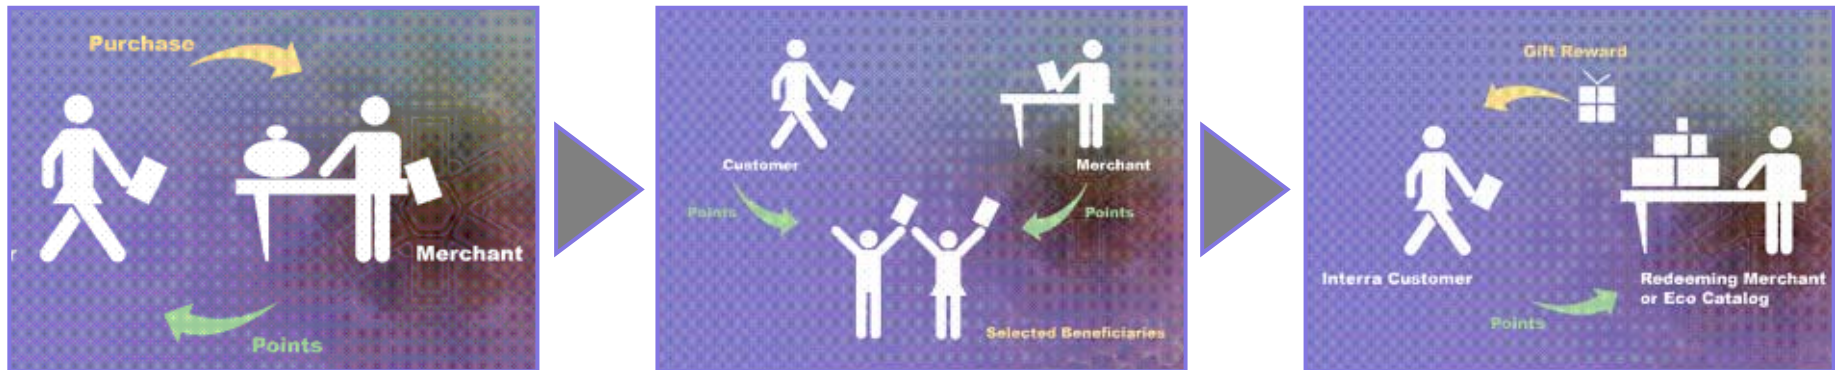 Purchase
r
Merchant
Points
Customer
Merchant
Points
Points
Selected Beneficiaries
Gift Reward
Interra Customer
Redeeming Merchant
or Eco Catalog
Points